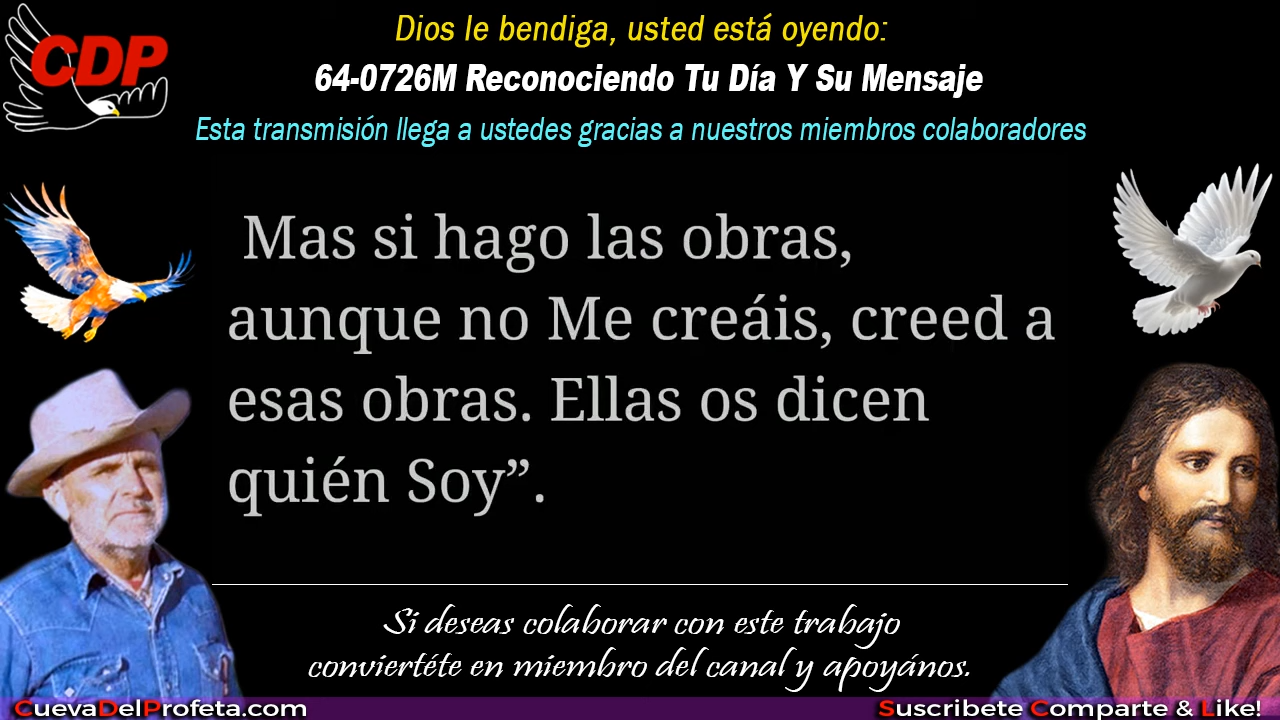 CDP
Dios le bendiga, usted está oyendo:
64-0726M Reconociendo Tu Día Y Su Mensaje
Esta transmisión llega a ustedes gracias a nuestros miembros colaboradores
Mas si hago las obras,
aunque no Me creáis, creed a
esas obras. Ellas os dicen
quién Soy”.
Si deseas colaborar con este trabajo
conviertéte en miembro del canal y apoyános.
CuevaDelProfeta.com
Suscribete Comparte & Like!